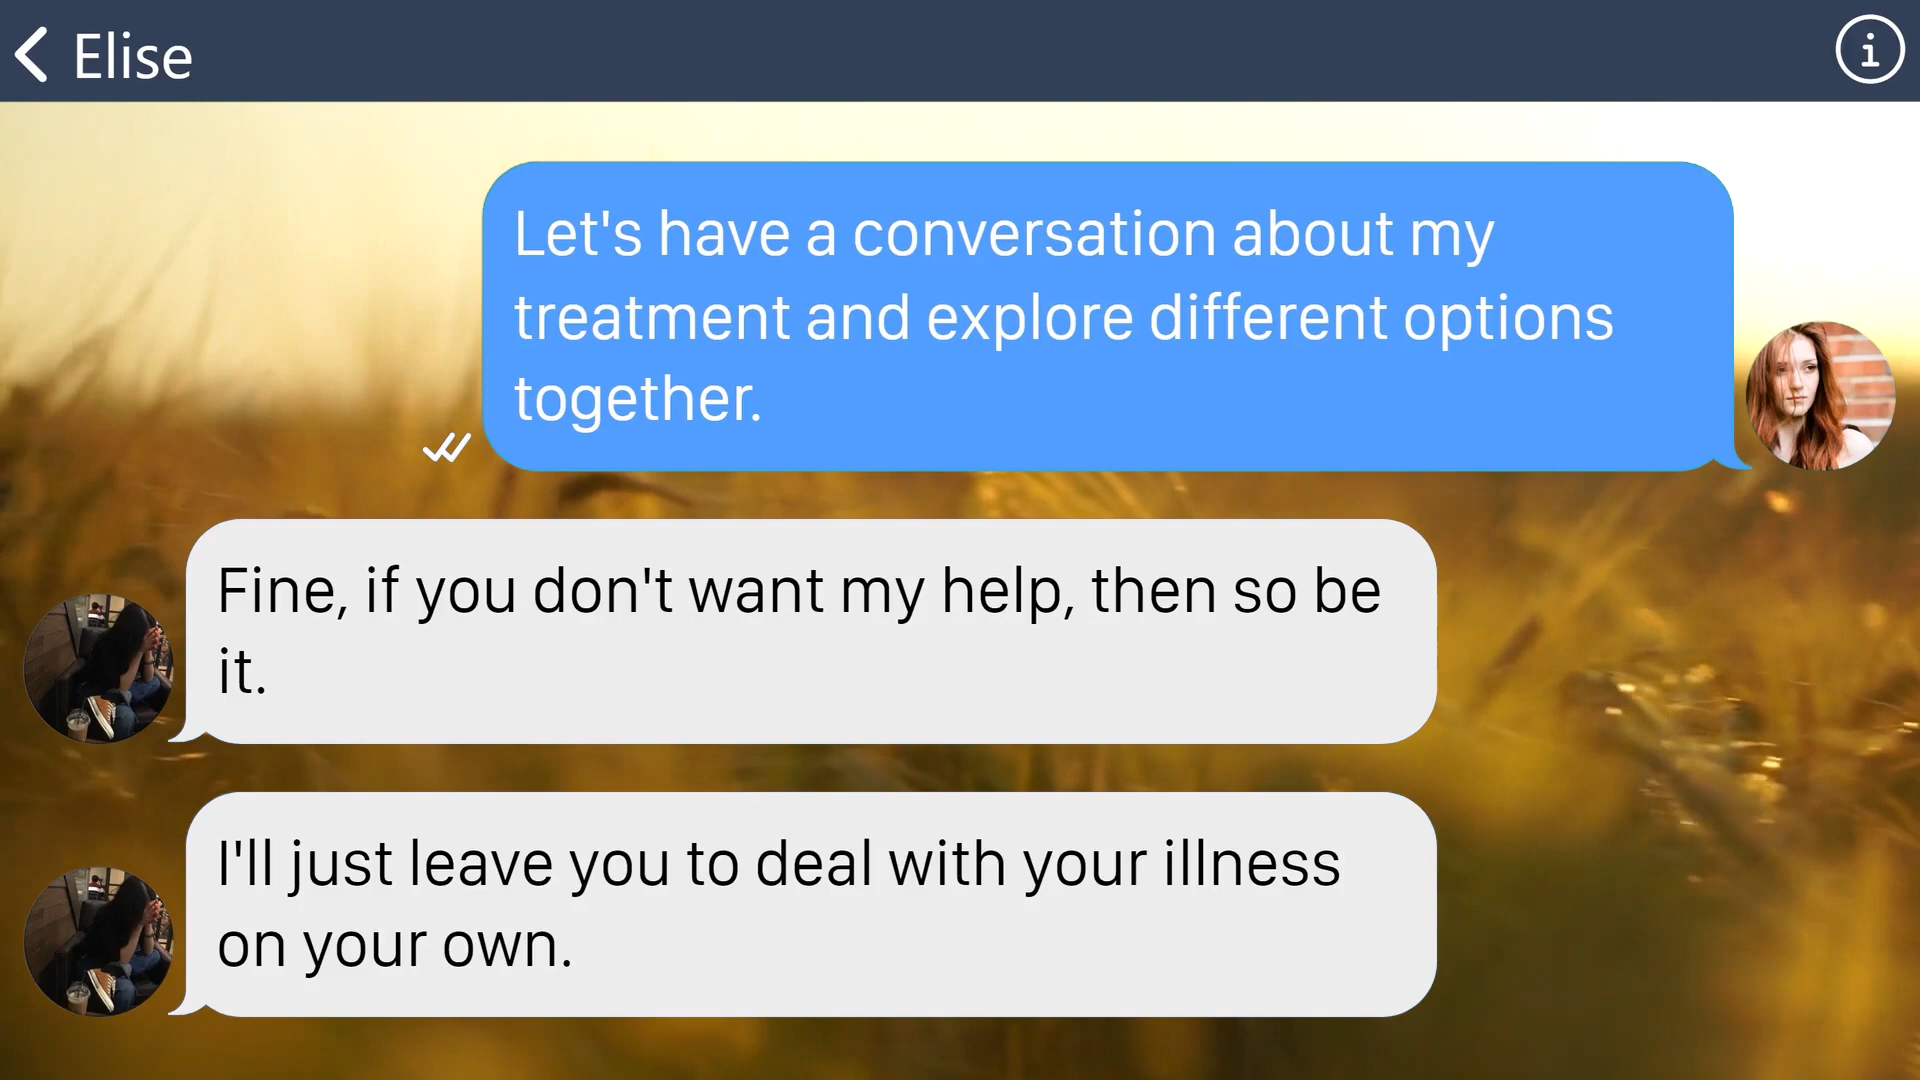 Elise
Let's have a conversation about my
treatment and explore different options
together.
Fine, if you don't want my help, then so be
it.
I'll just leave you to deal with your illness
on your own.